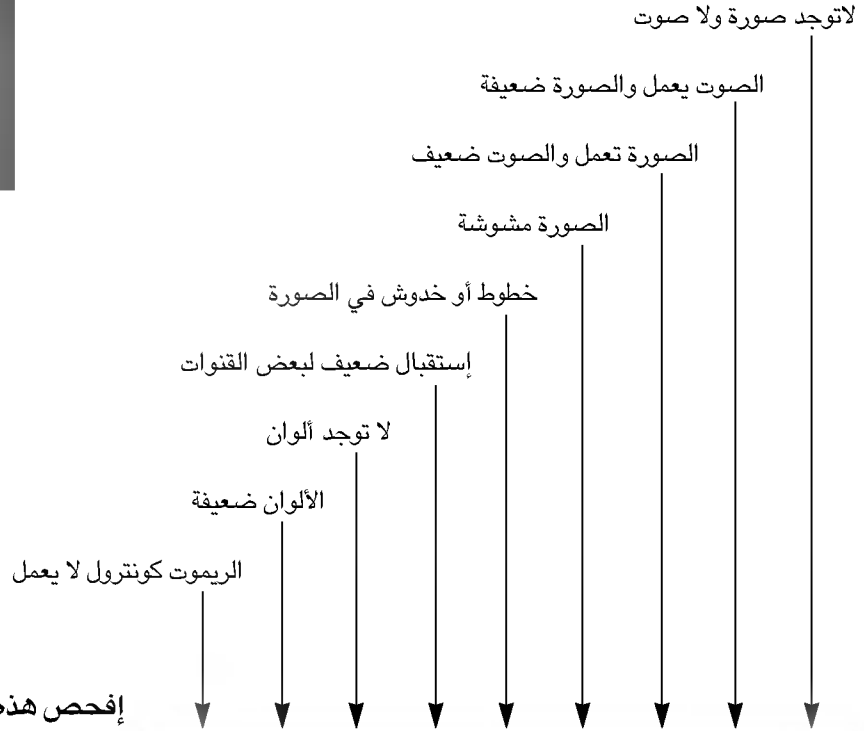 لاتوجد صورة ولا صوت
الصوت يعمل والصورة ضعيفة
الصورة تعمل والصوت ضعيف
الصورة مشوشة
خطوط أو خدوش في الصورة
إستقبال ضعيف لبعض القنوات
لا توجد ألوان
الألوان ضعيفة
الريموت كونترول لا يعمل
إفحص